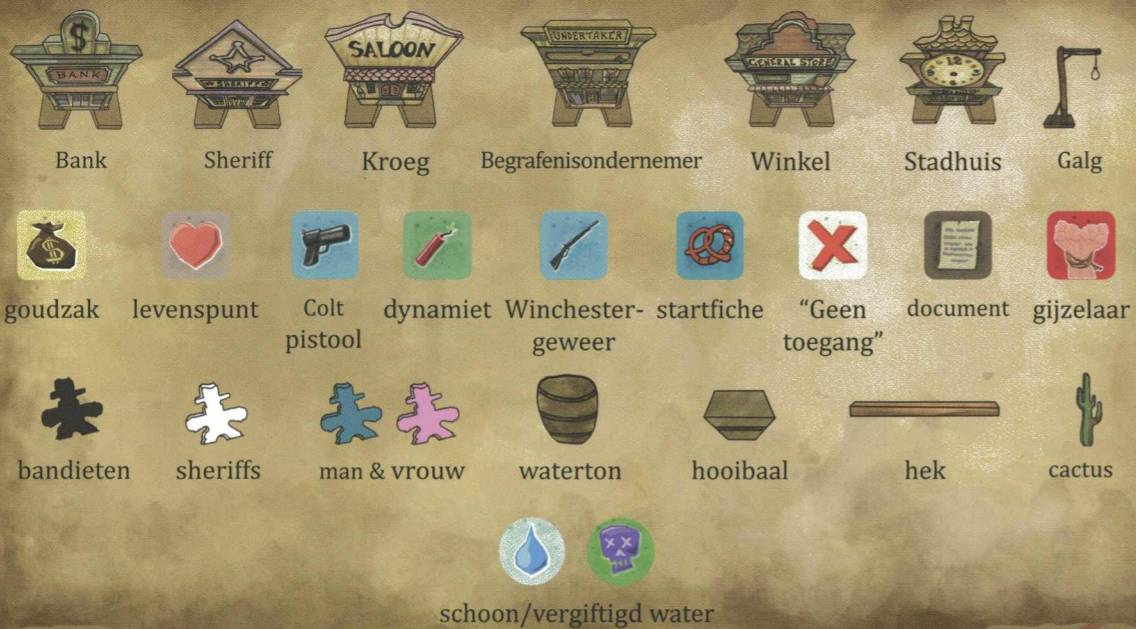 $
BANK
SHERIFF
SALOON
UNDERTAKER
GENERAL STORE
12
Bank
Sheriff
Kroeg
Begrafenisondernemer
Winkel
Stadhuis
Galg
$
goudzak
levenspunt
Colt
pistool
dynamiet
Winchester-
geweer
startfiche
“Geen
toegang”
document
gijzelaar
bandieten
sheriffs
man & vrouw
waterton
hooibaal
hek
cactus
schoon/vergiftigd water